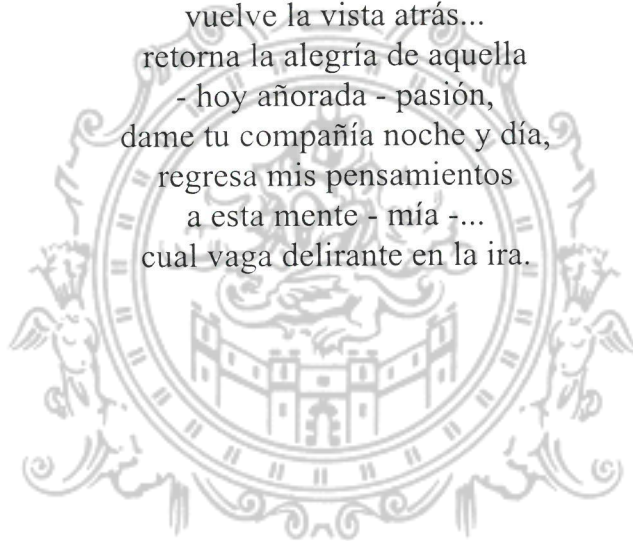 vuelve la vista atrás...
retorna la alegría de aquella
- hoy añorada - pasión,
dame tu compañía noche y día,
regresa mis pensamientos
a esta mente - mía -...
cual vaga delirante en la ira.